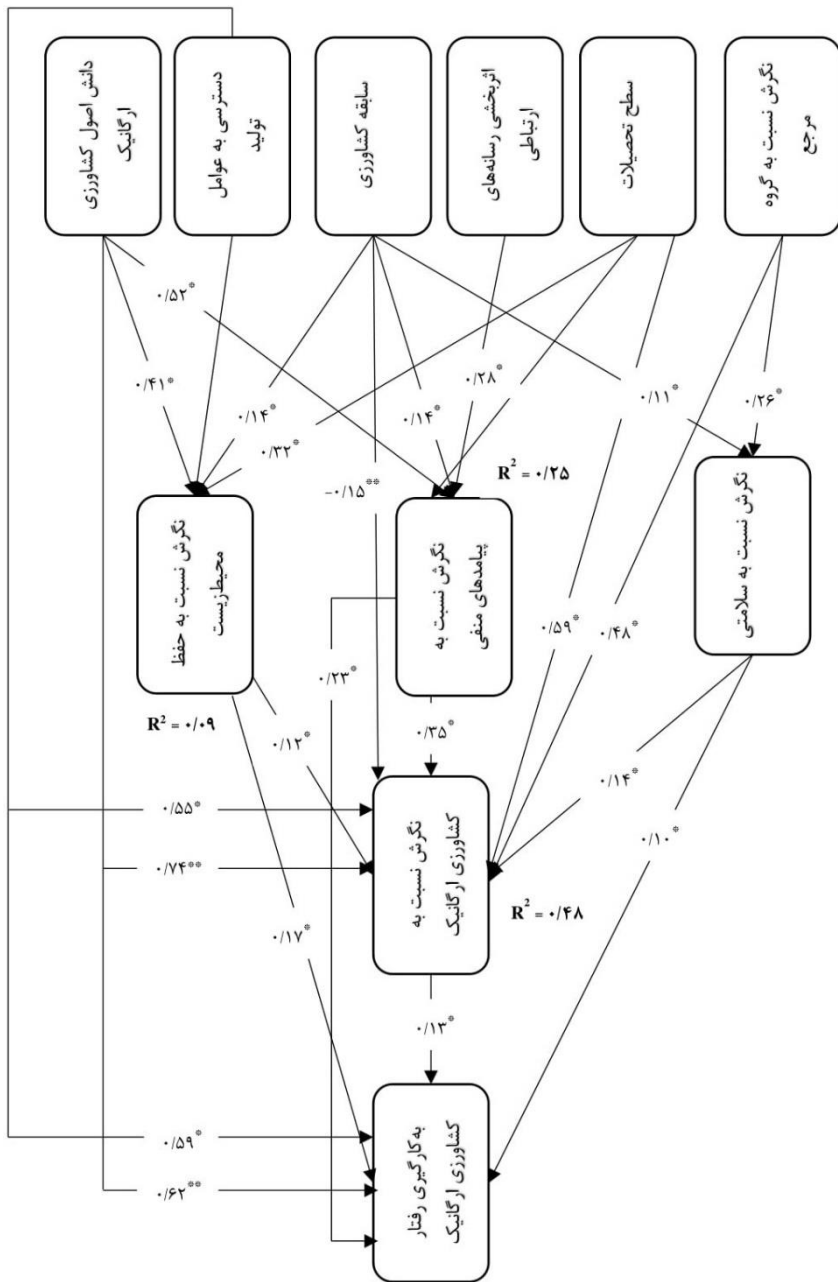 دانش اصول کشاورزی
ارگانیک
دسترسی به عوامل
تولید
سابقه کشاورزی
اثربخشی رسانه‌های
ارتباطی
سطح تحصیلات
نگرش نسبت به گروه
مرجع
۰/۵۲*
۰/۴۱*
۰/۱۴*
۰/۳۲*
-۰/۱۵**
۰/۱۴*
۰/۲۸*
۰/۱۱*
۰/۲۶*
R² = ۰/۲۵
نگرش نسبت به حفظ
محیط‌زیست
نگرش نسبت به
پیامدهای منفی
نگرش نسبت به سلامتی
R² = ۰/۰۹
۰/۱۲*
۰/۲۳*
۰/۳۵*
۰/۵۹*
۰/۴۸*
۰/۱۴*
۰/۱۰*
۰/۵۵*
۰/۷۴**
۰/۱۷*
نگرش نسبت به
کشاورزی ارگانیک
R² = ۰/۴۸
۰/۱۳*
۰/۵۹*
۰/۶۲**
به‌کارگیری رفتار
کشاورزی ارگانیک